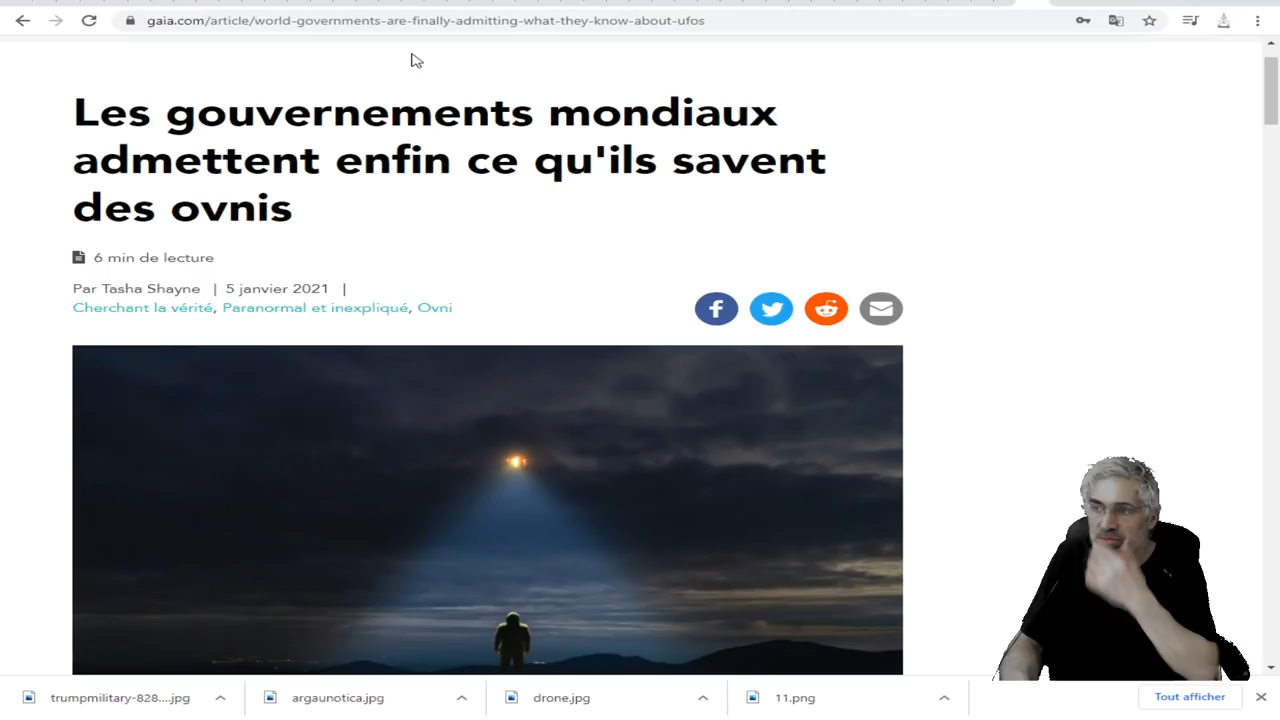 gaia.com/article/world-governments-are-finally-admitting-what-they-know-about-ufos
Les gouvernements mondiaux
admettent enfin ce qu'ils savent
des ovnis
6 min de lecture
Par Tasha Shayne | 5 janvier 2021 |
Cherchant la vérité, Paranormal et inexpliqué, Ovni
trumpmilitary-828....jpg
argaunotica.jpg
drone.jpg
11.png
Tout afficher